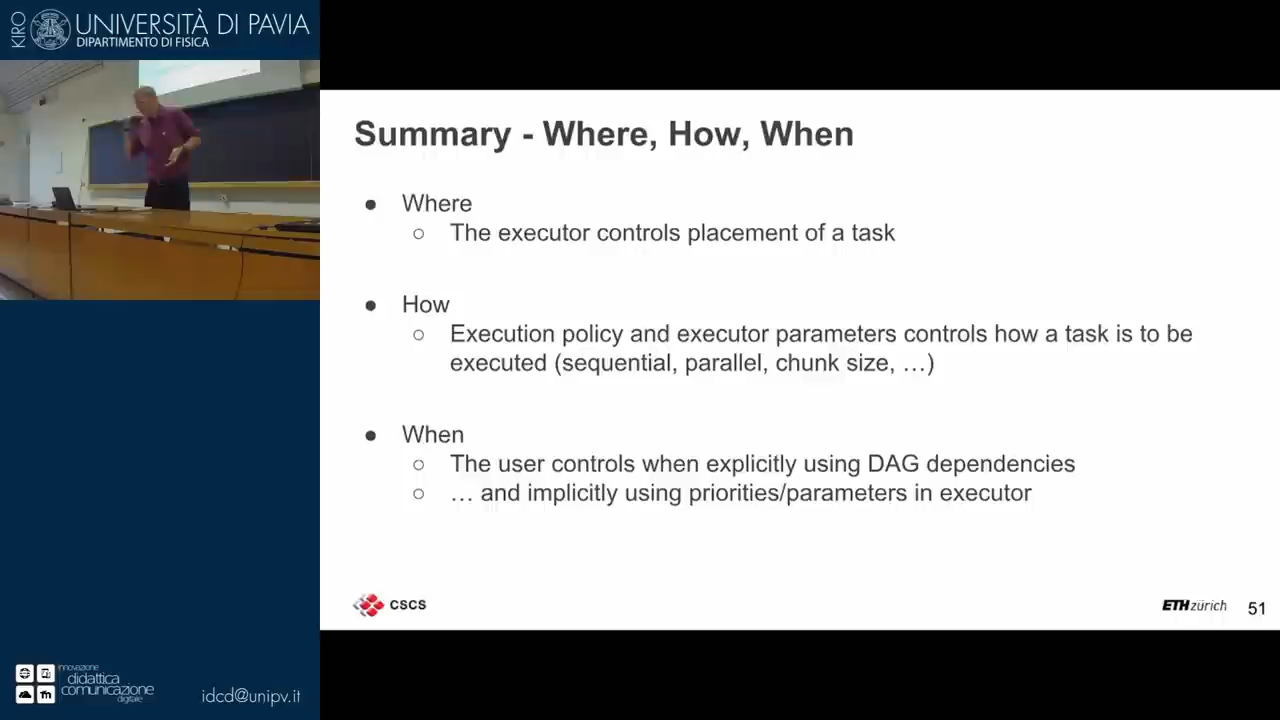 KIRO
UNIVERSITÀ DI PAVIA
DIPARTIMENTO DI FISICA
Summary - Where, How, When
● Where
○ The executor controls placement of a task
● How
○ Execution policy and executor parameters controls how a task is to be
executed (sequential, parallel, chunk size, …)
● When
○ The user controls when explicitly using DAG dependencies
○ … and implicitly using priorities/parameters in executor
CSCS
ETH zürich
51
innovazione
didattica
comunicazione
digitale
idcd@unipv.it